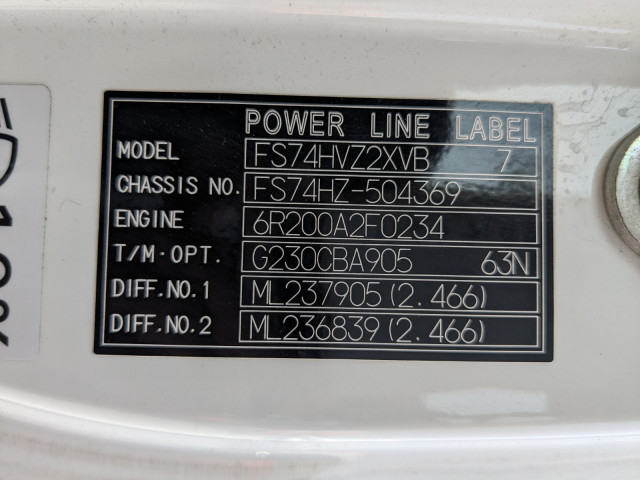 POWER LINE LABEL
MODEL FS74HVZ2XVB 7
CHASSIS NO. FS74HZ-504369
ENGINE 6R200A2F0234
T/M·OPT. G230CBA905 63N
DIFF.NO.1 ML237905(2.466)
DIFF.NO.2 ML236839(2.466)